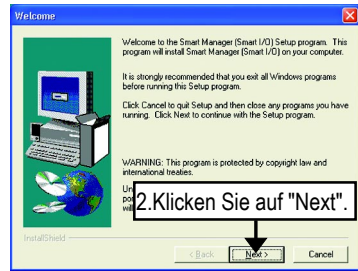 Welcome
Welcome to the Smart Manager (Smart I/O) Setup program. This
program will install Smart Manager (Smart I/O) on your computer.
It is strongly recommended that you exit all Windows programs
before running this Setup program.
Click Cancel to quit Setup and then close any programs you have
running. Click Next to continue with the Setup program.
WARNING: This program is protected by copyright law and
international treaties.
2.Klicken Sie auf "Next".
InstallShield
< Back
Next >
Cancel